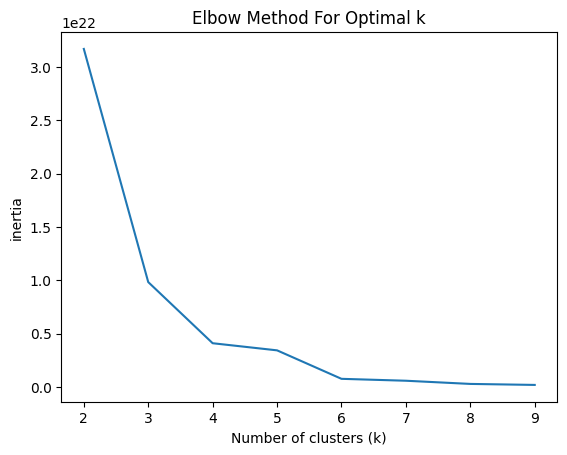 Elbow Method For Optimal k
1e22
3.0
2.5
2.0
1.5
1.0
0.5
0.0
inertia
2 3 4 5 6 7 8 9
Number of clusters (k)